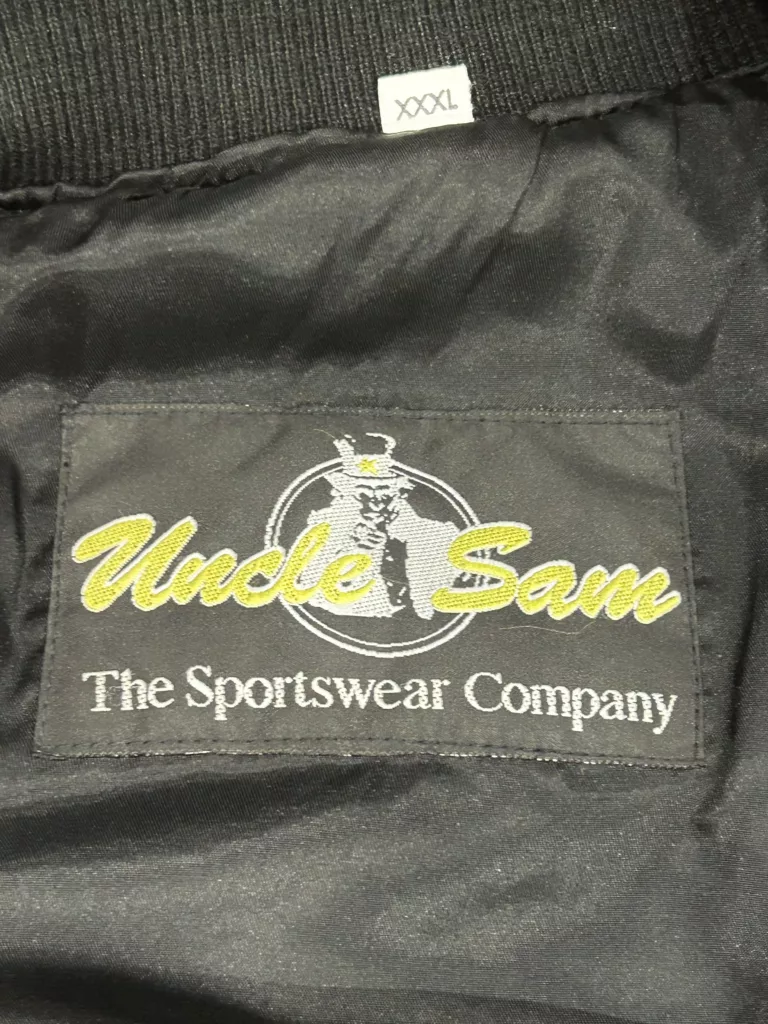 XXXL
Uncle Sam
The Sportswear Company